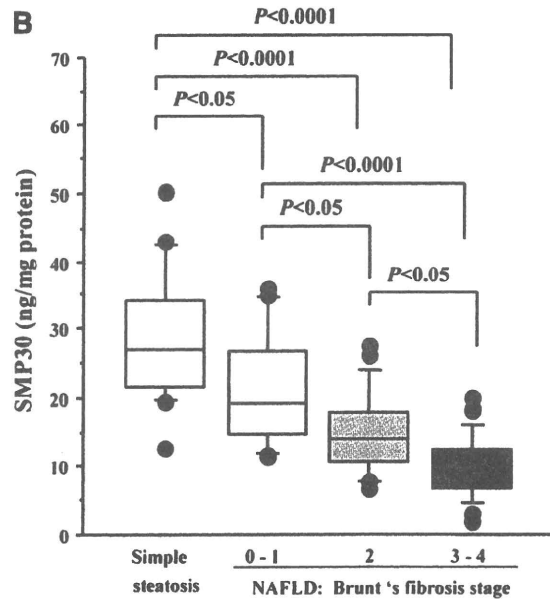 B
P<0.0001
P<0.0001
P<0.05
P<0.0001
P<0.05
P<0.05
SMP30 (ng/mg protein)
70
60
50
40
30
20
10
0
Simple
steatosis
0 - 1
2
3 - 4
NAFLD: Brunt 's fibrosis stage